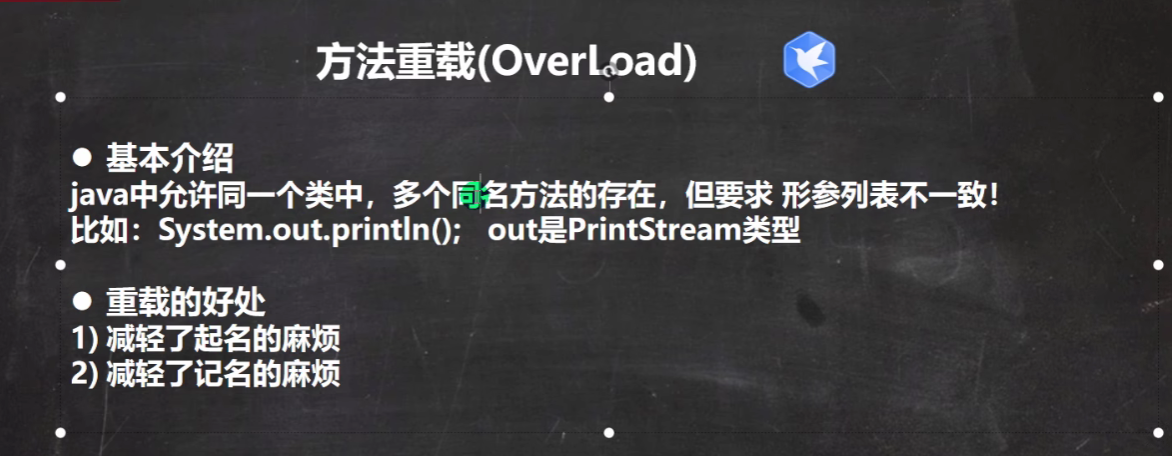 方法重载(OverLoad)
● 基本介绍
java中允许同一个类中，多个同名方法的存在，但要求 形参列表不一致！
比如：System.out.println();   out是PrintStream类型
● 重载的好处
1) 减轻了起名的麻烦
2) 减轻了记名的麻烦